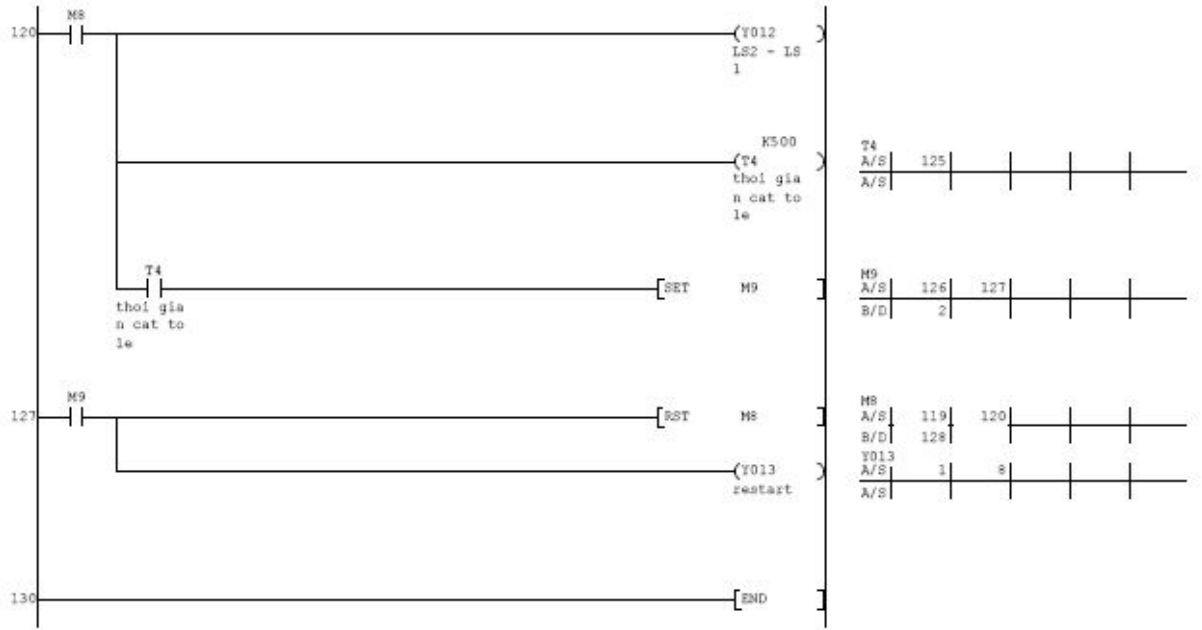 M8
120 (Y012 )
LS2 - LS
1
K500
(T4 )
thoi gia
n cat to
le
T4
A/S 125
A/S
T4
[SET M9 ]
thoi gia
n cat to
le
M9
A/S 126 127
B/D 2
M9
127 [RST M8 ]
M8
A/S 119 120
B/D 128
(Y013 )
restart
Y013
A/S 1 8
A/S
130 [END ]